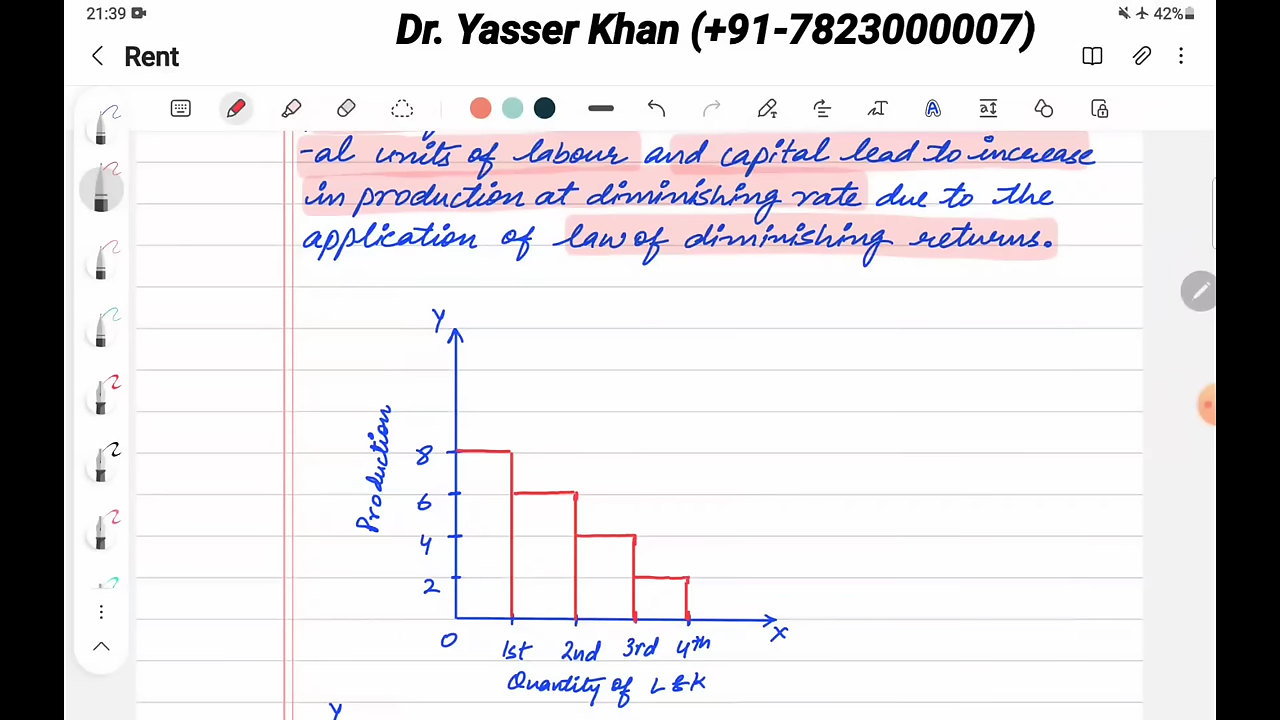 21:39
42%
Dr. Yasser Khan (+91-7823000007)
Rent
-al units of labour and capital lead to increase
in production at diminishing rate due to the
application of law of diminishing returns.
Y
Production
8
6
4
2
0
X
1st 2nd 3rd 4th
Quantity of L & K
Y